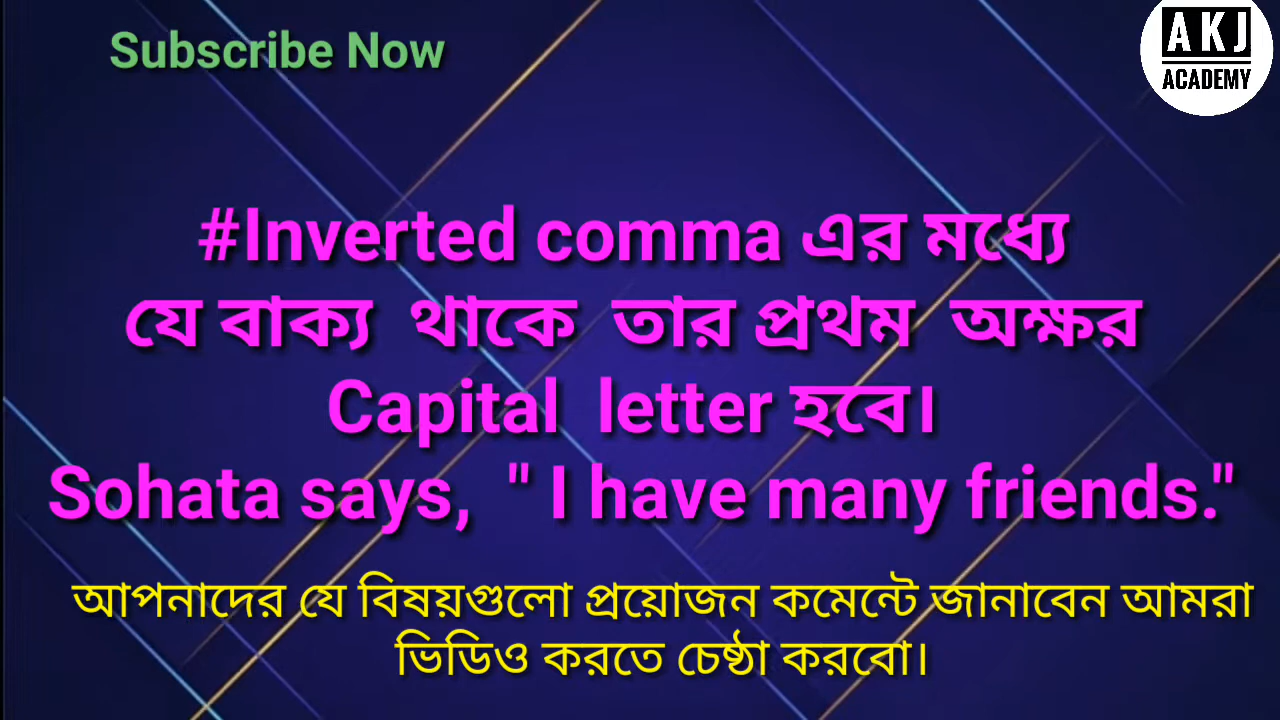 Subscribe Now
AKJ
ACADEMY
#Inverted comma এর মধ্যে
যে বাক্য থাকে তার প্রথম অক্ষর
Capital letter হবে।
Sohata says, " I have many friends."
আপনাদের যে বিষয়গুলো প্রয়োজন কমেন্টে জানাবেন আমরা
ভিডিও করতে চেষ্ঠা করবো।